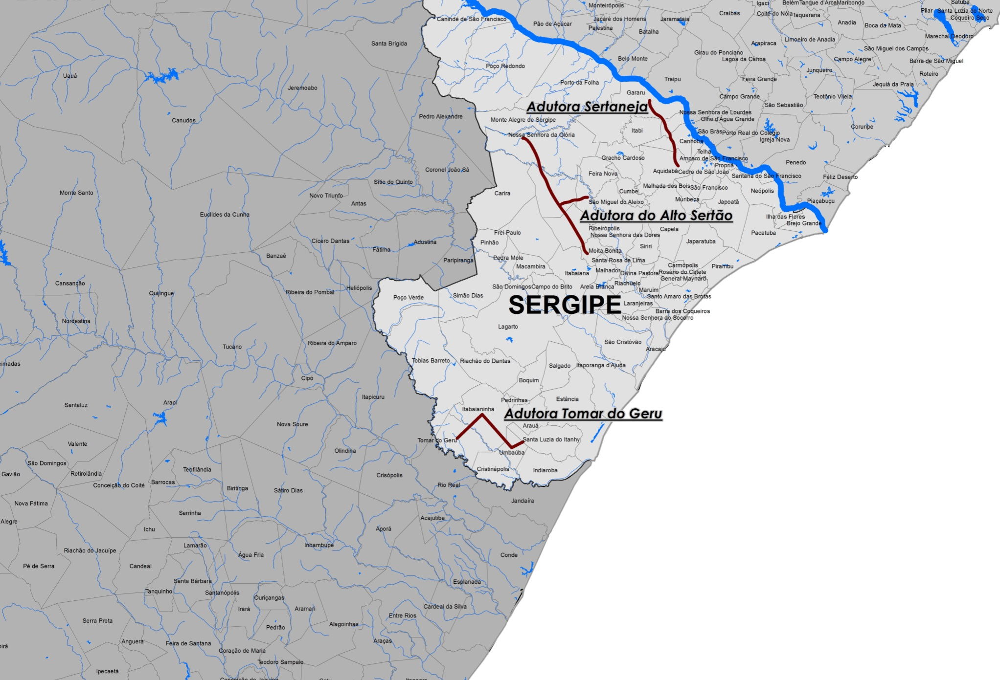 Satuba
Igaci
Belém
Tanque d'Arca
Maribondo
Monteirópolis
Pilar
Santa Luzia do Norte
Craíbas
Coité do Nóia
Taquarana
Coqueiro Seco
Canindé de São Francisco
Pão de Açúcar
Jacaré dos Homens
Jaramataia
Anadia
Boca da Mata
Palestina
Batalha
Marechal Deodoro
Santa Brígida
Arapiraca
Limoeiro de Anadia
São Miguel dos Campos
Girau do Ponciano
Lagoa da Canoa
Campo Alegre
Barra de São Miguel
Belo Monte
Poço Redondo
Junqueiro
Roteiro
Uauá
Traipu
Feira Grande
Porto da Folha
Jequiá da Praia
Jeremoabo
Gararu
Campo Grande
Teotônio Vilela
Adutora Sertaneja
São Sebastião
Nossa Senhora de Lourdes
Pedro Alexandre
Canudos
Monte Alegre de Sergipe
Olho d'Água Grande
Coruripe
Itabi
São Brás
Porto Real do Colégio
Nossa Senhora da Glória
Canhoba
Igreja Nova
Telha
Gracho Cardoso
Amparo de São Francisco
Penedo
Propriá
Coronel João Sá
Aquidabã
Cedro de São João
Feira Nova
Santana do São Francisco
Feliz Deserto
Sítio do Quinto
Malhada dos Bois
São Francisco
Monte Santo
Carira
Cumbe
Neópolis
Novo Triunfo
Muribeca
Antas
São Miguel do Aleixo
Japoatã
Piaçabuçu
Euclides da Cunha
Adutora do Alto Sertão
Ilha das Flores
Brejo Grande
Ribeirópolis
Capela
Frei Paulo
Nossa Senhora das Dores
Pacatuba
Cícero Dantas
Adustina
Pinhão
Japaratuba
Fátima
Siriri
Moita Bonita
Banzaê
Pedra Mole
Paripiranga
Santa Rosa de Lima
Macambira
Carmópolis
Pirambu
Itabaiana
Malhador
Divina Pastora
Rosário do Catete
General Maynard
Cansanção
Heliópolis
São Domingos
Campo do Brito
Areia Branca
Riachuelo
Quijingue
Ribeira do Pombal
Poço Verde
Simão Dias
Maruim
Santo Amaro das Brotas
SERGIPE
Laranjeiras
Barra dos Coqueiros
Nossa Senhora do Socorro
Nordestina
Lagarto
Ribeira do Amparo
São Cristóvão
Tucano
Aracaju
eimadas
Tobias Barreto
Riachão do Dantas
Salgado
Itaporanga d'Ajuda
Cipó
Boquim
Itapicuru
Pedrinhas
Estância
Santaluz
Araci
Itabaianinha
Adutora Tomar do Geru
Nova Soure
Arauá
Tomar do Geru
Santa Luzia do Itanhy
Valente
Olindina
Umbaúba
São Domingos
Teofilândia
Cristinápolis
Indiaroba
Gavião
Retirolândia
Crisópolis
Conceição do Coité
Barrocas
Rio Real
Biritinga
Sátiro Dias
Jandaíra
Nova Fátima
Serrinha
Acajutiba
Alegre
Ichu
Aporá
Lamarão
Inhambupe
Riachão do Jacuípe
Água Fria
Conde
Pé de Serra
Candeal
Santa Bárbara
Esplanada
Tanquinho
Santanópolis
Ouriçangas
Irará
Aramari
Cardeal da Silva
Entre Rios
Serra Preta
Pedrão
Alagoinhas
Anguera
Feira de Santana
Araças
Coração de Maria
Teodoro Sampaio
Ipecaetá
Conceição do Jacuípe